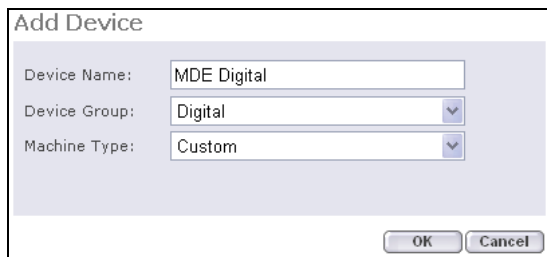 Add Device
Device Name: MDE Digital
Device Group: Digital
Machine Type: Custom
OK Cancel